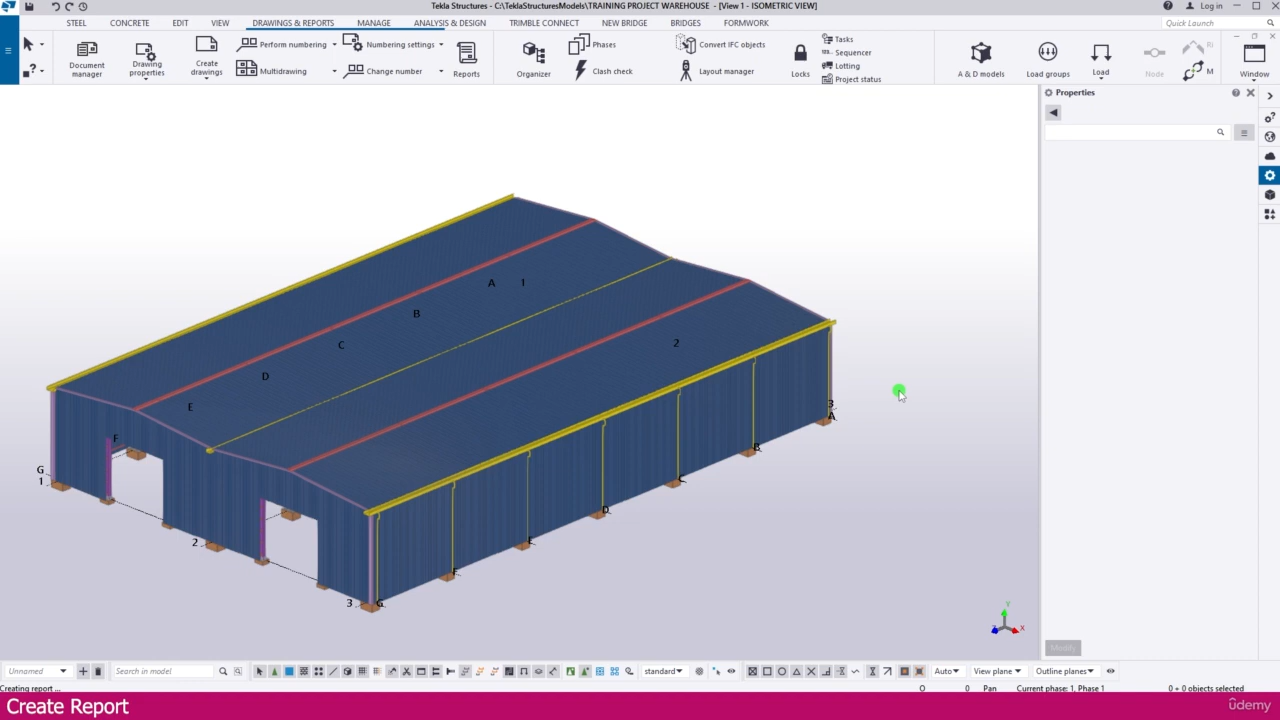 Tekla Structures - C:\TeklaStructuresModels\TRAINING PROJECT WAREHOUSE - [View 1 - ISOMETRIC VIEW]
Log in
STEEL CONCRETE EDIT VIEW DRAWINGS & REPORTS MANAGE ANALYSIS & DESIGN TRIMBLE CONNECT NEW BRIDGE BRIDGES FORMWORK
Quick Launch
Document manager
Drawing properties
Create drawings
Perform numbering
Multidrawing
Numbering settings
Change number
Reports
Organizer
Phases
Clash check
Convert IFC objects
Layout manager
Locks
Tasks
Sequencer
Lotting
Project status
A & D models
Load groups
Load
Node
Ri
M
Window
Properties
A 1
B
C
2
D
E
F
3
A
B
G
1
C
D
2
E
F
3 G
Y
X
Z
Modify
Unnamed
Search in model
standard
Auto
View plane
Outline planes
Creating report ...
O 0 Pan Current phase: 1, Phase 1 0 + 0 objects selected
Create Report
ûdemy